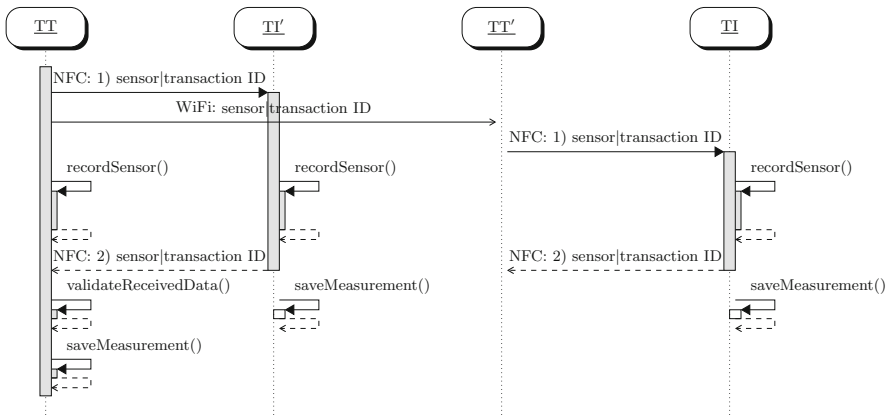 TT
TI′
TT′
TI
NFC: 1) sensor|transaction ID
WiFi: sensor|transaction ID
NFC: 1) sensor|transaction ID
recordSensor()
recordSensor()
recordSensor()
NFC: 2) sensor|transaction ID
NFC: 2) sensor|transaction ID
validateReceivedData()
saveMeasurement()
saveMeasurement()
saveMeasurement()